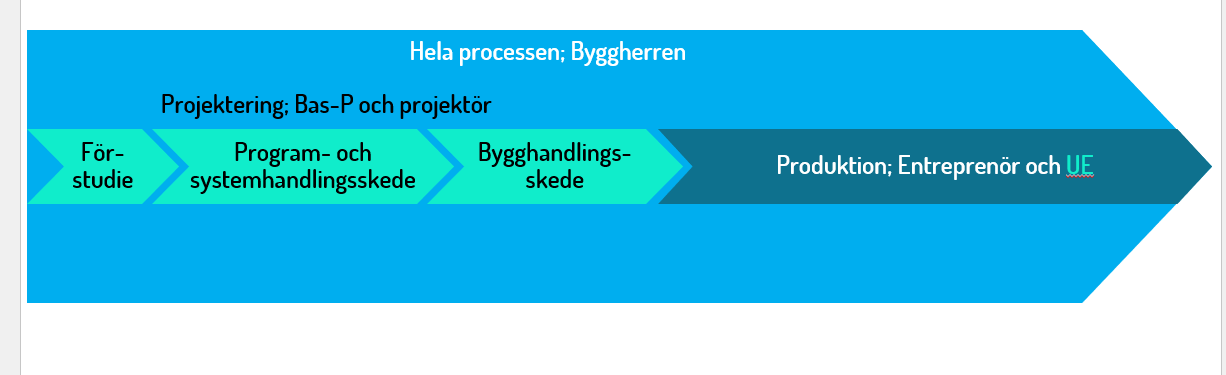 Hela processen; Byggherren
Projektering; Bas-P och projektör
För-
studie
Program- och
systemhandlingsskede
Bygghandlings-
skede
Produktion; Entreprenör och UE